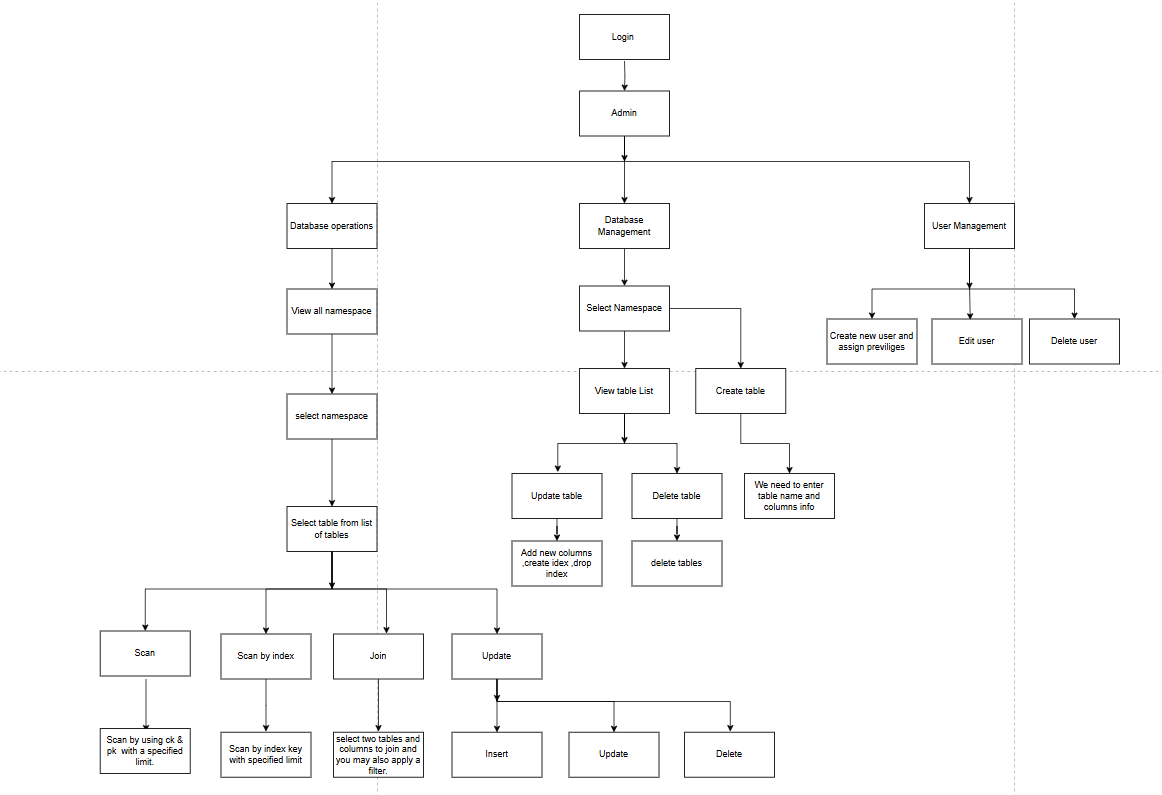 Login
Admin
Database operations
Database
Management
User Management
View all namespace
Select Namespace
Create new user and
assign previliges
Edit user
Delete user
View table List
Create table
select namespace
Update table
Delete table
We need to enter
table name and
columns info
Select table from list
of tables
Add new columns
,create idex ,drop
index
delete tables
Scan
Scan by index
Join
Update
Scan by using ck &
pk with a specified
limit.
Scan by index key
with specified limit
select two tables and
columns to join and
you may also apply a
filter.
Insert
Update
Delete